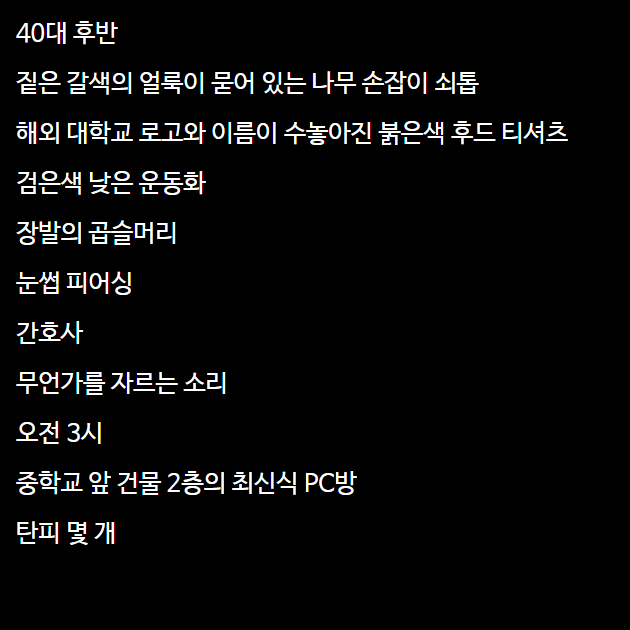 40대 후반
짙은 갈색의 얼룩이 묻어 있는 나무 손잡이 쇠톱
해외 대학교 로고와 이름이 수놓아진 붉은색 후드 티셔츠
검은색 낮은 운동화
장발의 곱슬머리
눈썹 피어싱
간호사
무언가를 자르는 소리
오전 3시
중학교 앞 건물 2층의 최신식 PC방
탄피 몇 개